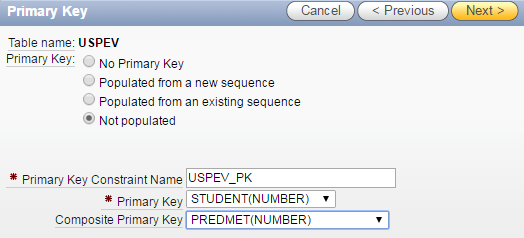 Primary Key
Cancel
< Previous
Next >
Table name: USPEV
Primary Key:
No Primary Key
Populated from a new sequence
Populated from an existing sequence
Not populated
* Primary Key Constraint Name USPEV_PK
* Primary Key STUDENT(NUMBER)
Composite Primary Key PREDMET(NUMBER)